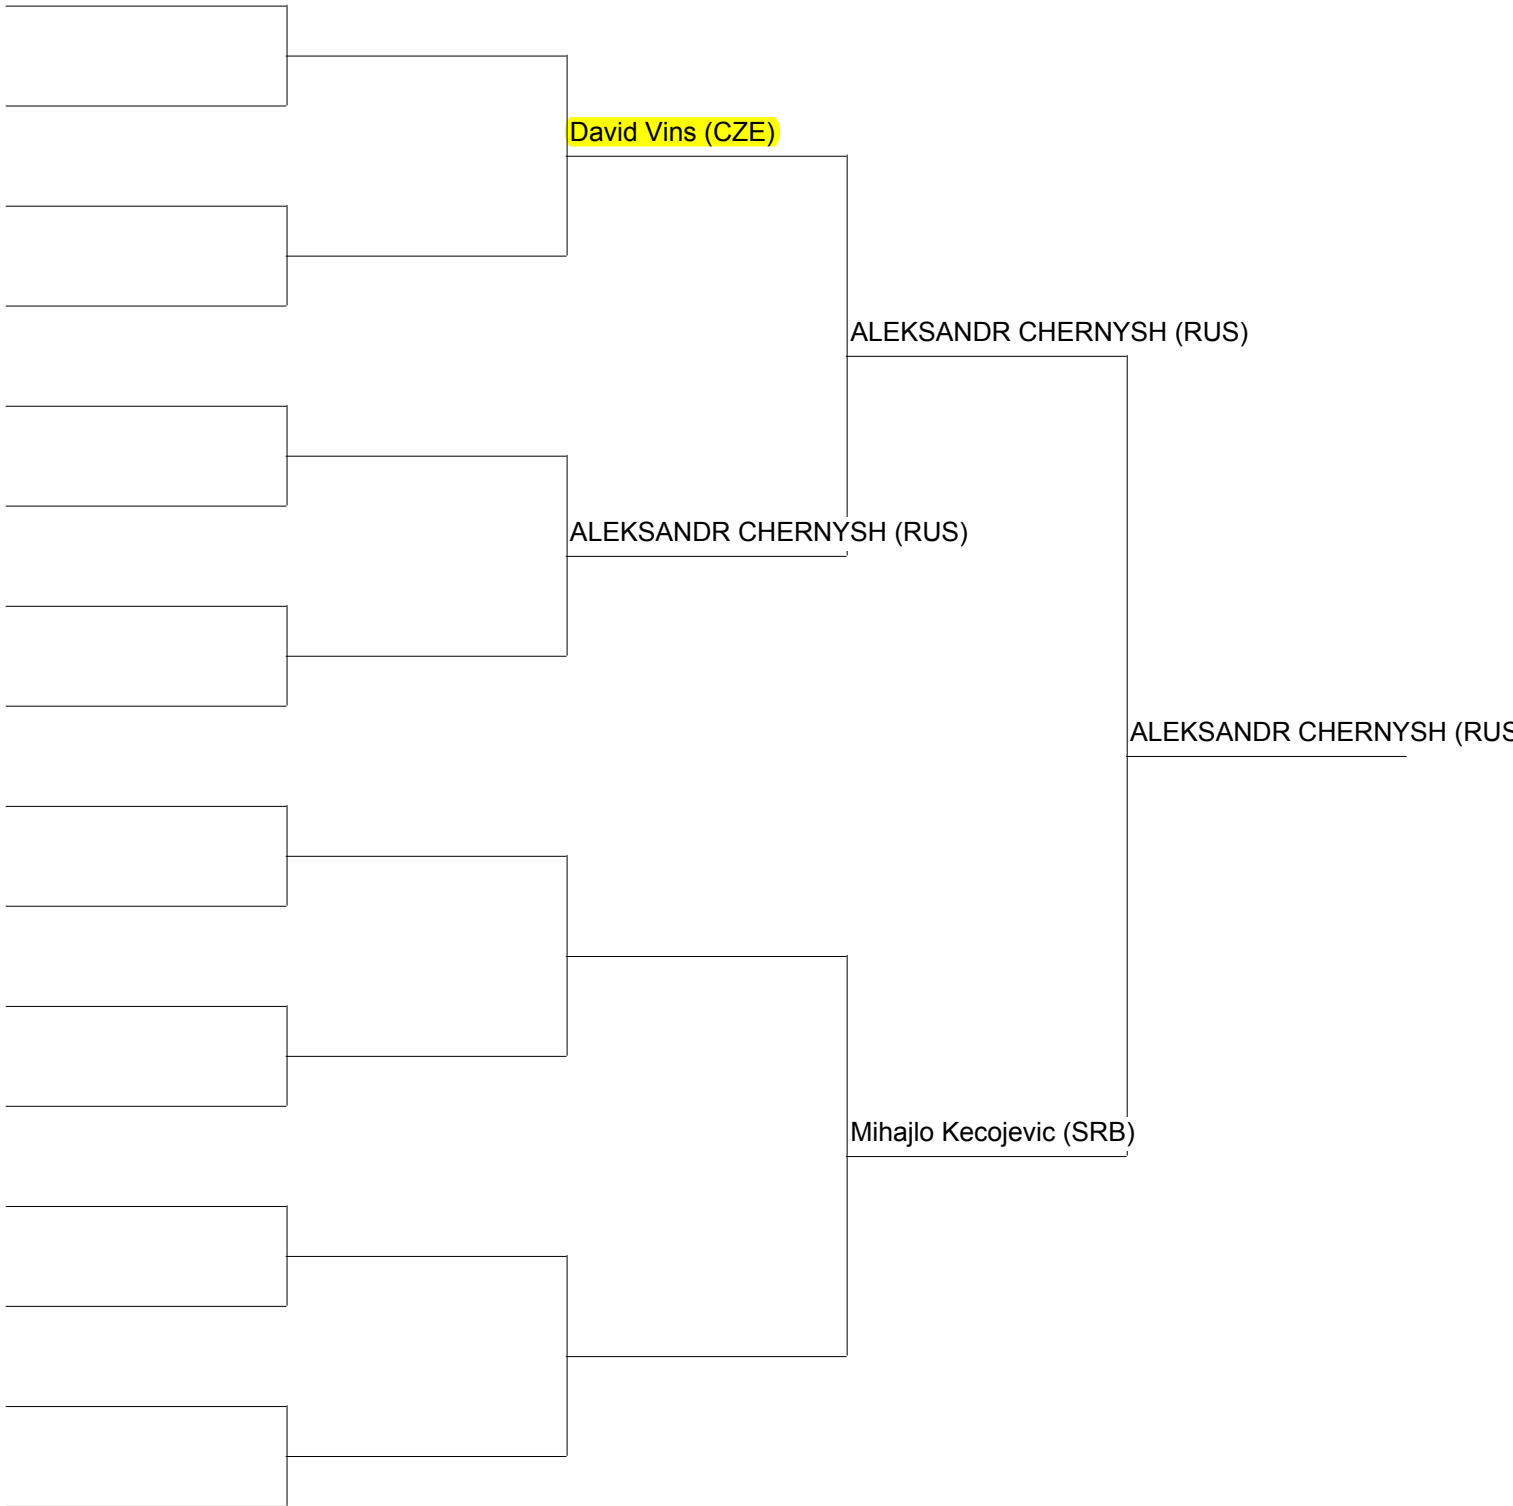 David Vins (CZE)
ALEKSANDR CHERNYSH (RUS)
ALEKSANDR CHERNYSH (RUS)
ALEKSANDR CHERNYSH (RUS
Mihajlo Kecojevic (SRB)